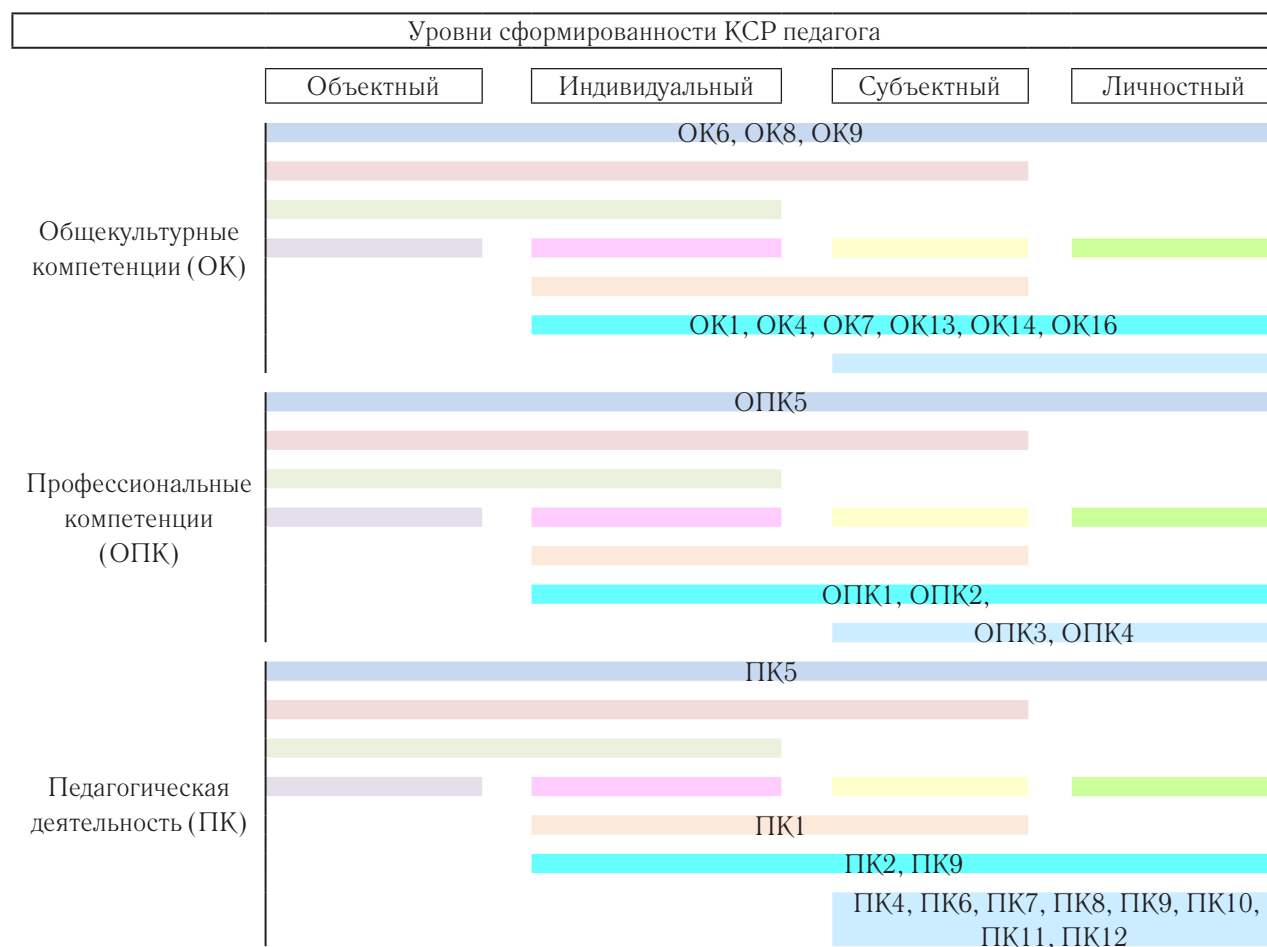 Уровни сформированности КСР педагога
Объектный
Индивидуальный
Субъектный
Личностный
Общекультурные
компетенции (ОК)
ОК6, ОК8, ОК9
ОК1, ОК4, ОК7, ОК13, ОК14, ОК16
Профессиональные
компетенции
(ОПК)
ОПК5
ОПК1, ОПК2,
ОПК3, ОПК4
Педагогическая
деятельность (ПК)
ПК5
ПК1
ПК2, ПК9
ПК4, ПК6, ПК7, ПК8, ПК9, ПК10,
ПК11, ПК12